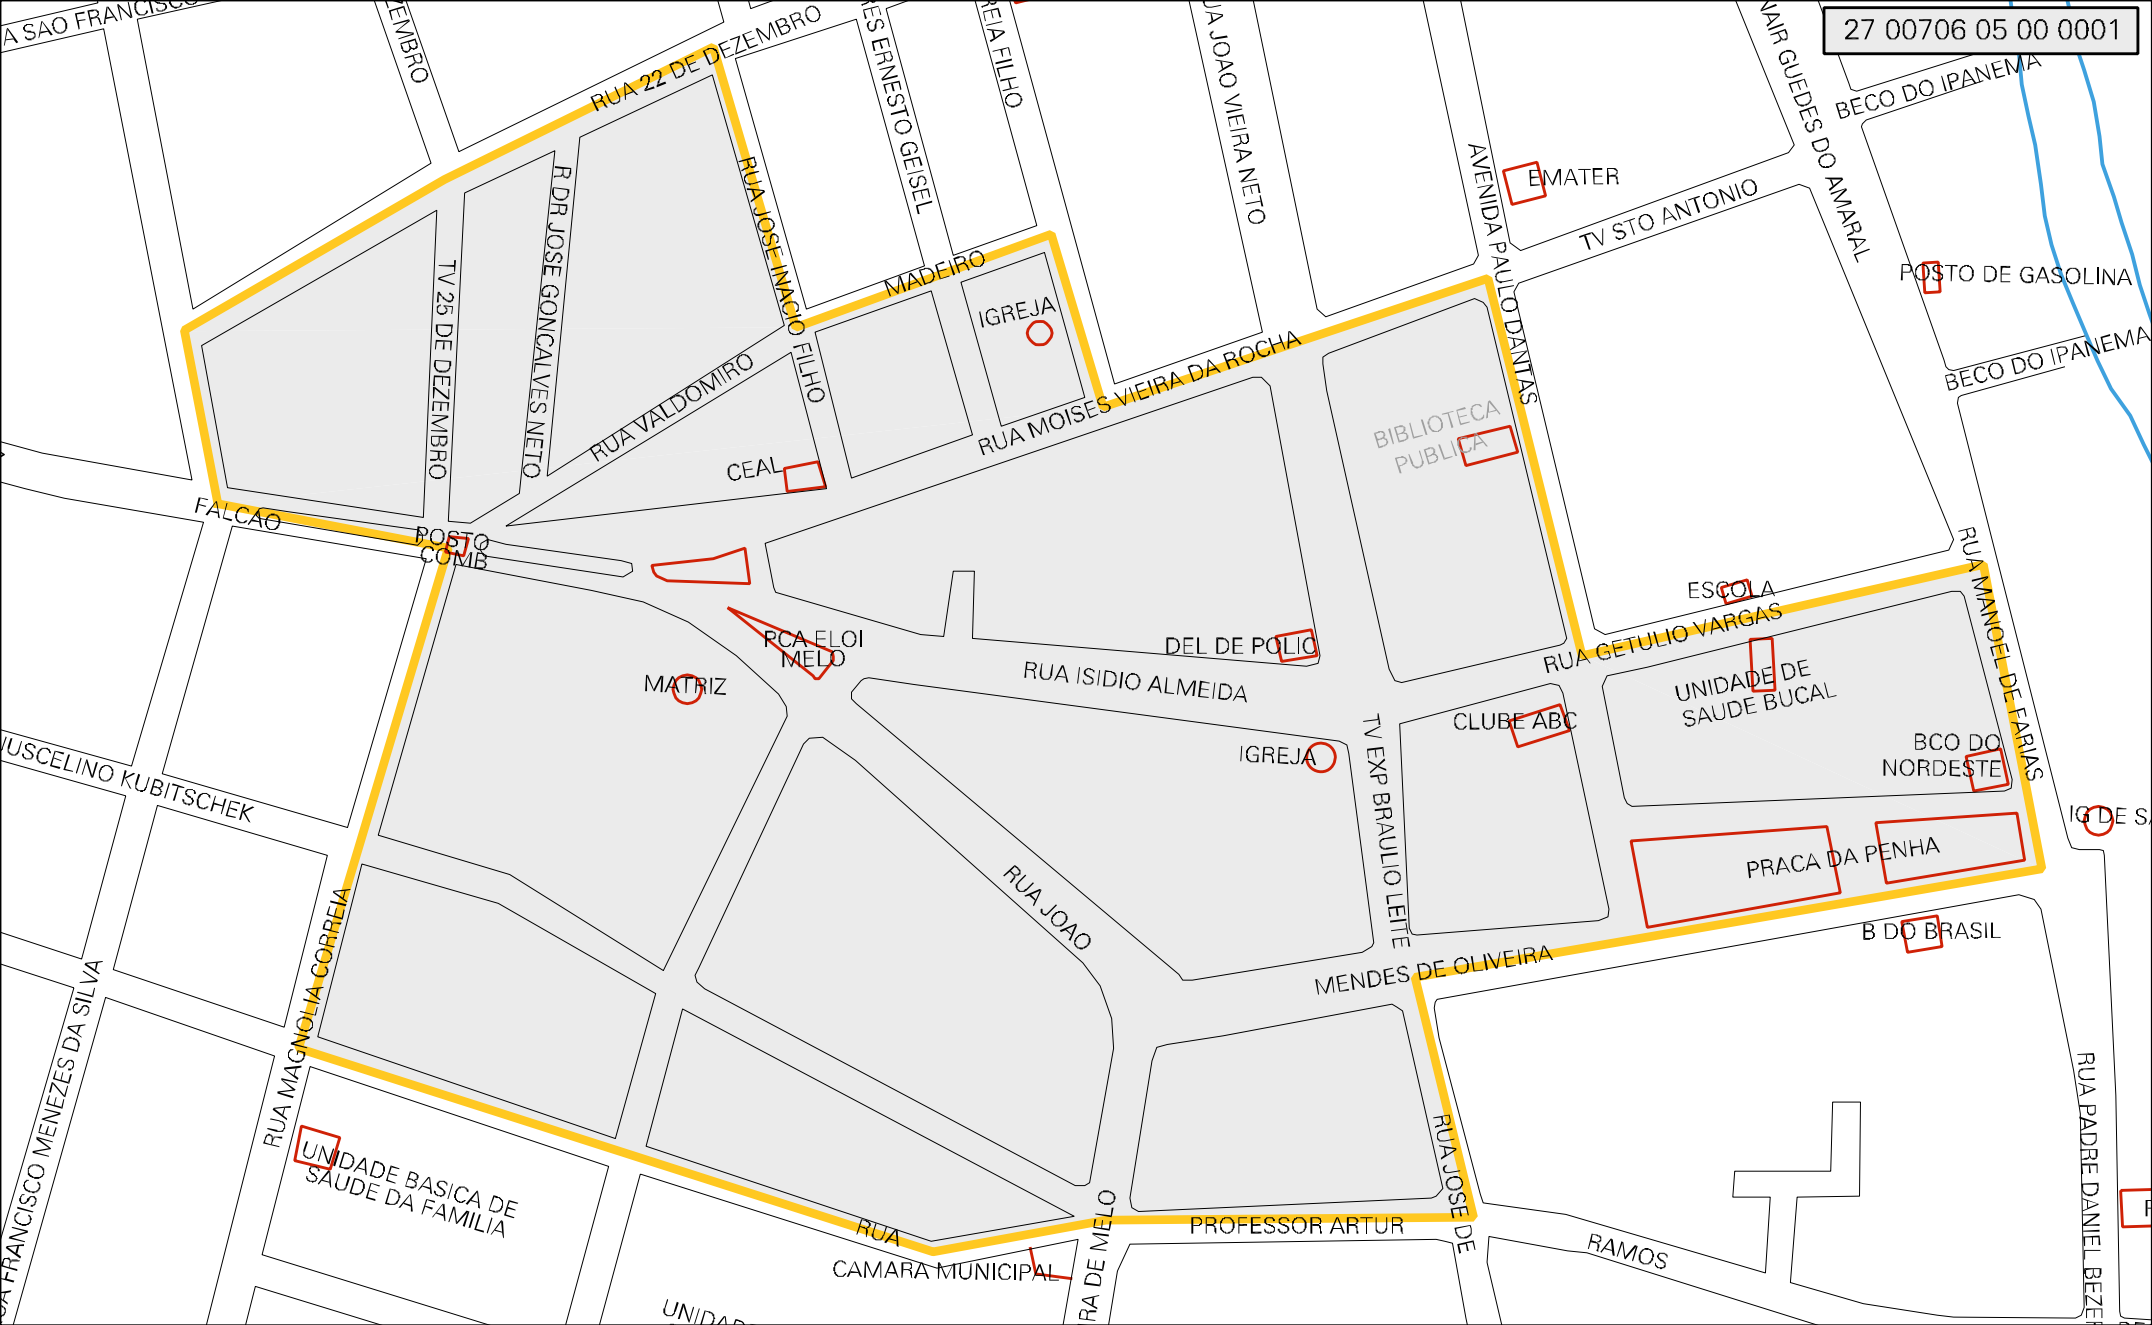 27 00706 05 00 0001
A SAO FRANCISCO
ZEMBRO
RUA 22 DE DEZEMBRO
RES ERNESTO GEISEL
REIA FILHO
UA JOAO VIEIRA NETO
NAIR GUEDES DO AMARAL
BECO DO IPANEMA
AVENIDA PAULO DANTAS
EMATER
TV STO ANTONIO
POSTO DE GASOLINA
BECO DO IPANEMA
R DR JOSE GONCALVES NETO
TV 25 DE DEZEMBRO
RUA JOSE INACIO FILHO
MADEIRO
IGREJA
RUA VALDOMIRO
RUA MOISES VIEIRA DA ROCHA
CEAL
BIBLIOTECA
PUBLICA
FALCAO
POSTO
COMB
PCA ELOI
MELO
MATRIZ
DEL DE POLIC
RUA ISIDIO ALMEIDA
ESCOLA
RUA GETULIO VARGAS
RUA MANOEL DE FARIAS
UNIDADE DE
SAUDE BUCAL
CLUBE ABC
IGREJA
TV EXP BRAULIO LEITE
BCO DO
NORDESTE
IG DE SA
PRACA DA PENHA
B DO BRASIL
MENDES DE OLIVEIRA
RUA JOAO
USCELINO KUBITSCHEK
RUA MAGNOLIA CORREIA
A FRANCISCO MENEZES DA SILVA
UNIDADE BASICA DE
SAUDE DA FAMILIA
RUA
PROFESSOR ARTUR
RUA JOSE DE
RAMOS
RUA PADRE DANIEL BEZE
CAMARA MUNICIPAL
RA DE MELO
UNIDAD